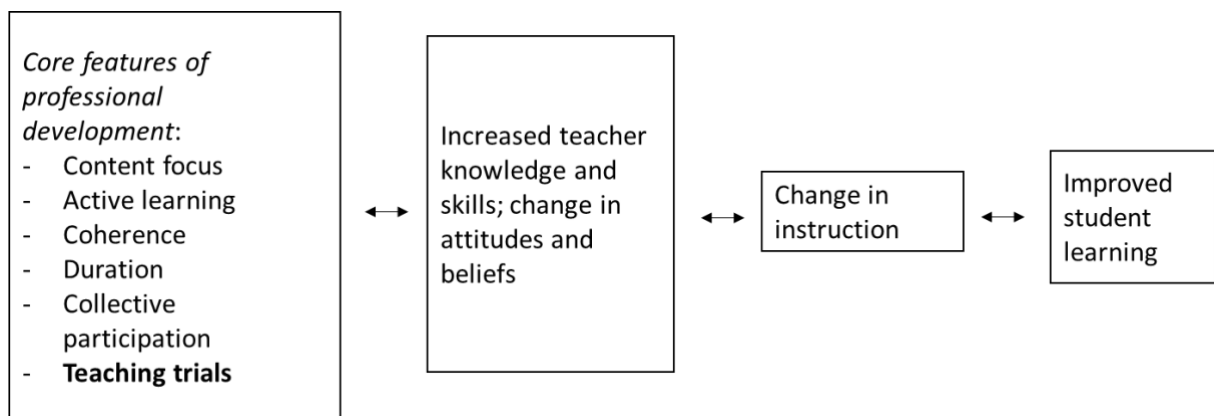 Core features of
professional
development:
- Content focus
- Active learning
- Coherence
- Duration
- Collective
participation
- Teaching trials
Increased teacher
knowledge and
skills; change in
attitudes and
beliefs
Change in
instruction
Improved
student
learning